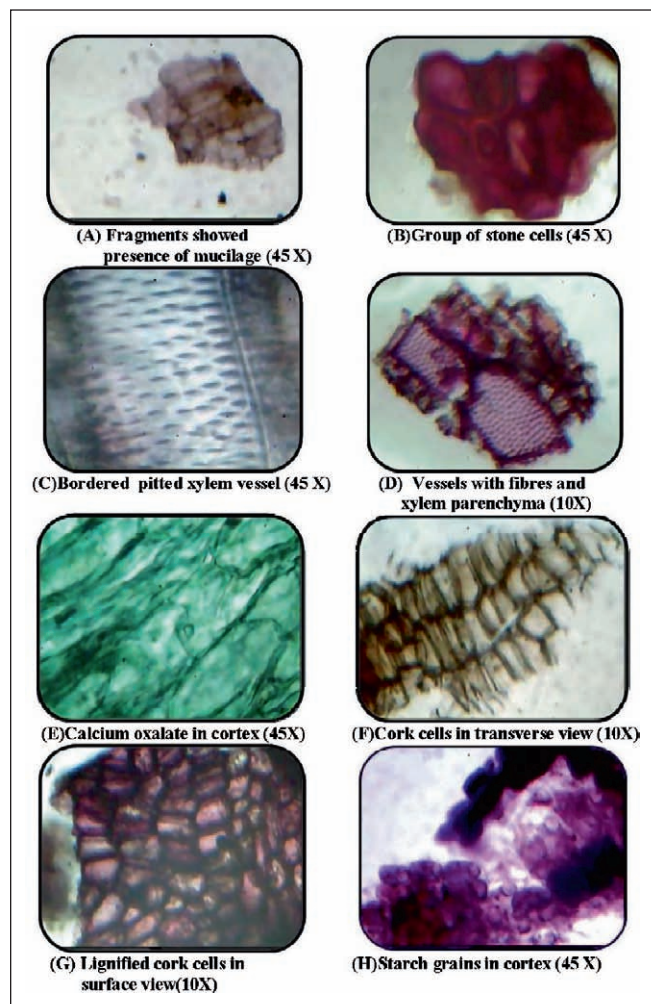 (A) Fragments showed
presence of mucilage (45 X)
(B)Group of stone cells (45 X)
(C)Bordered pitted xylem vessel (45 X)
(D) Vessels with fibres and
xylem parenchyma (10X)
(E)Calcium oxalate in cortex (45X)
(F)Cork cells in transverse view (10X)
(G) Lignified cork cells in
surface view(10X)
(H)Starch grains in cortex (45 X)